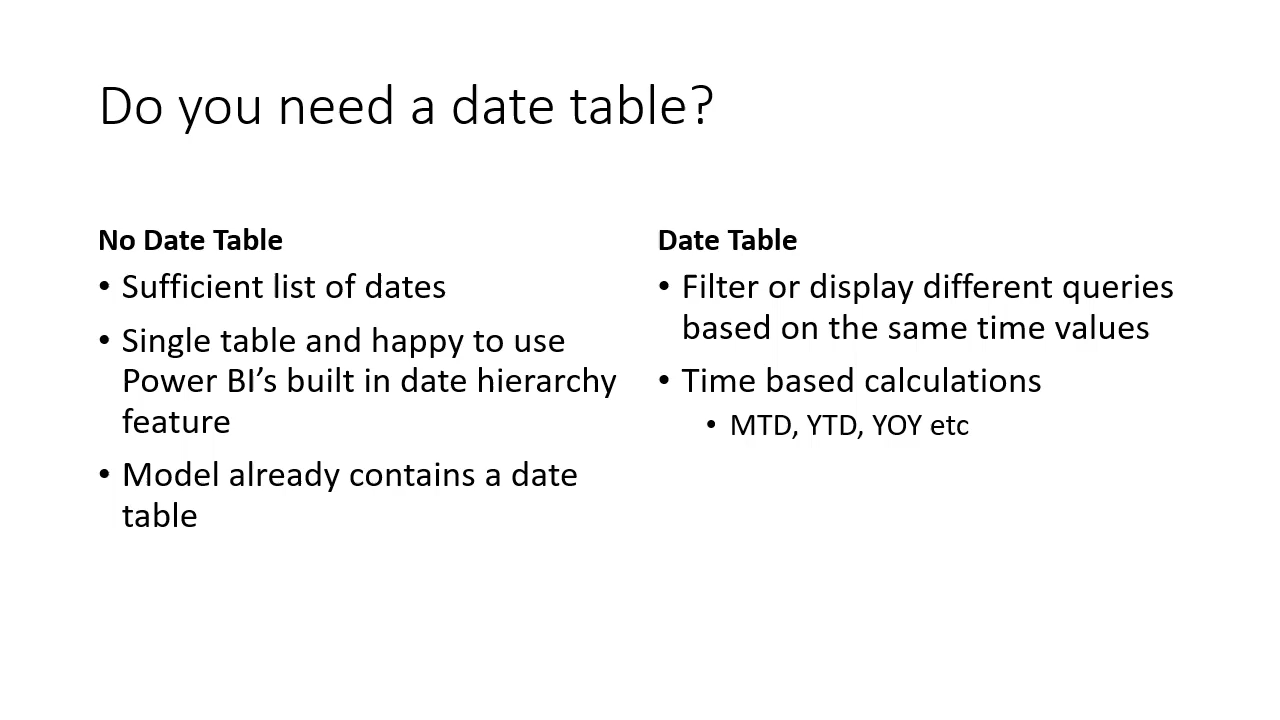 Do you need a date table?
No Date Table
• Sufficient list of dates
• Single table and happy to use
Power BI’s built in date hierarchy
feature
• Model already contains a date
table
Date Table
• Filter or display different queries
based on the same time values
• Time based calculations
• MTD, YTD, YOY etc